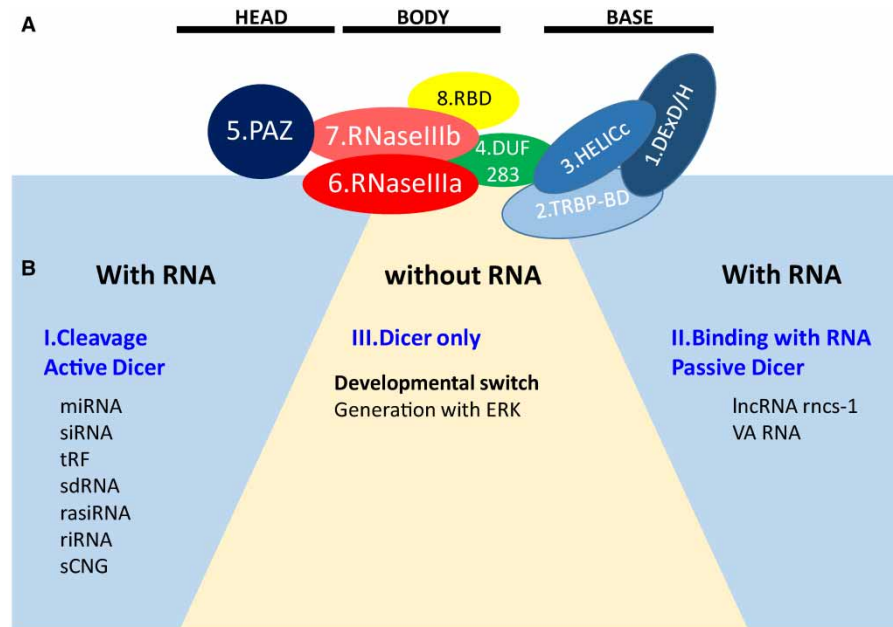 A
HEAD
BODY
BASE
5.PAZ
8.RBD
7.RNaseIIIb
6.RNaseIIIa
4.DUF
283
3.HELICc
1.DExD/H
2.TRBP-BD
B
With RNA
without RNA
With RNA
I.Cleavage
Active Dicer
miRNA
siRNA
tRF
sdRNA
rasiRNA
riRNA
sCNG
III.Dicer only
Developmental switch
Generation with ERK
II.Binding with RNA
Passive Dicer
lncRNA rncs-1
VA RNA